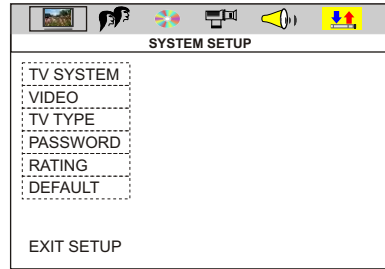 SYSTEM SETUP
TV SYSTEM
VIDEO
TV TYPE
PASSWORD
RATING
DEFAULT
EXIT SETUP